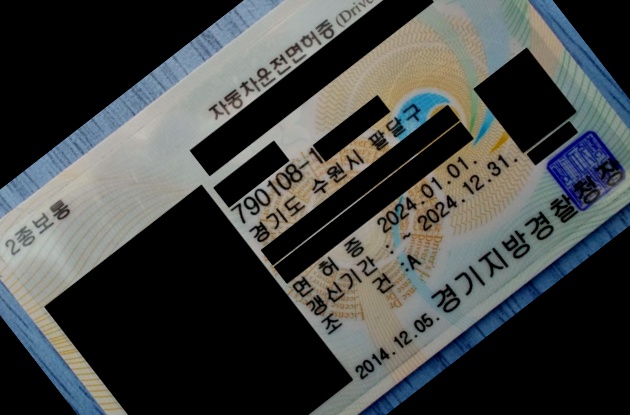 자동차운전면허증 (Drive
2종보통
790108-1
경기도 수원시 팔달구
면 허 증 2024.01.01.
갱신기간 : ~ 2024.12.31.
조 건 :A
2014.12.05. 경기지방경찰청장